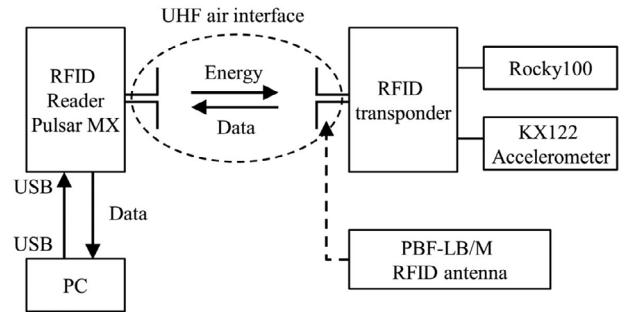 UHF air interface
RFID
Reader
Pulsar MX
Energy
Data
RFID
transponder
Rocky100
KX122
Accelerometer
USB
Data
USB
PC
PBF-LB/M
RFID antenna